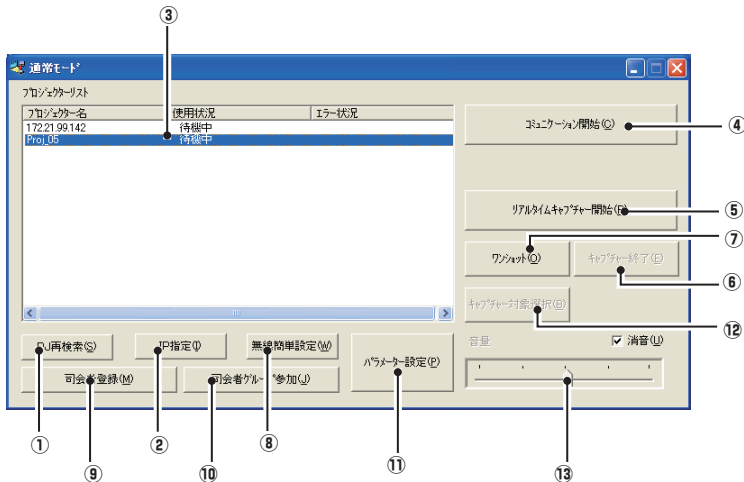 ③
通常モード
プロジェクターリスト
プロジェクター名 使用状況 エラー状況
172.21.99.142 待機中
Proj_05 待機中
コミュニケーション開始(C)
④
リアルタイムキャプチャー開始(R)
⑤
⑦
ワンショット(O)
キャプチャー終了(E)
⑥
キャプチャー対象選択(B)
⑫
PJ再検索(S)
IP指定(I)
無線簡単設定(W)
パラメーター設定(P)
音量
消音(U)
司会者登録(M)
司会者グループ参加(J)
① ② ⑧
⑨ ⑩ ⑪ ⑬